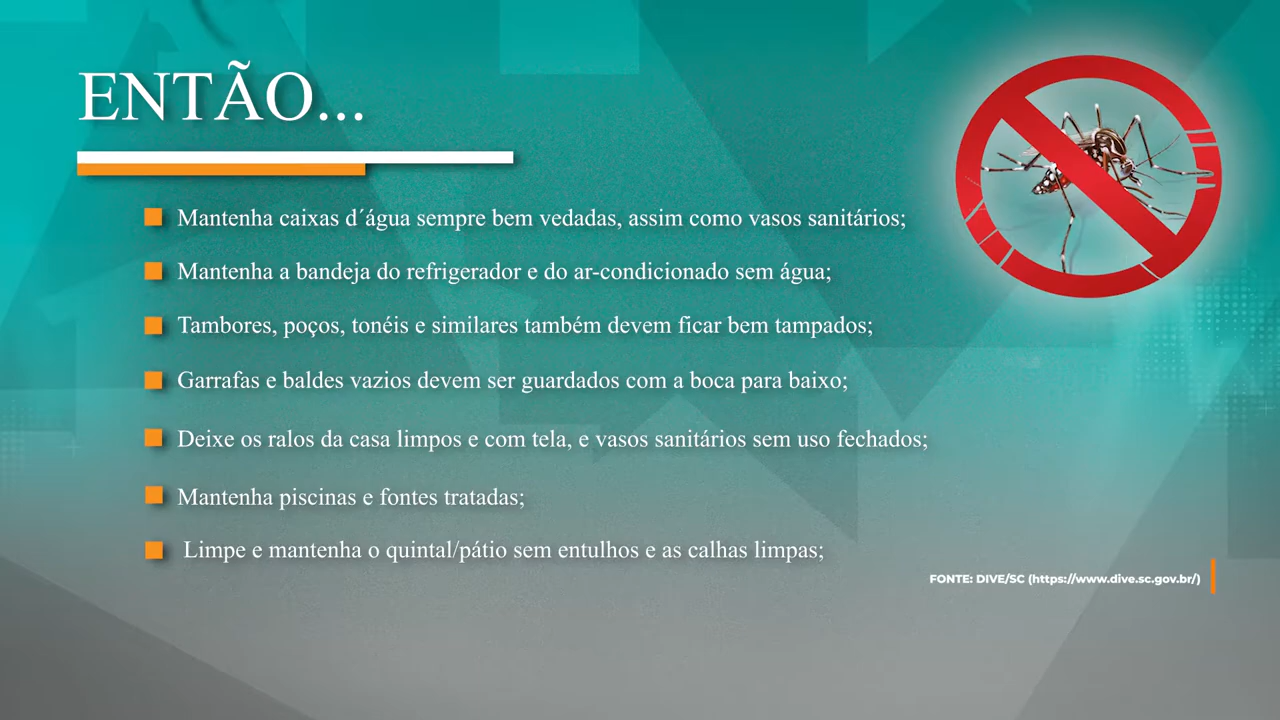 ENTÃO...
Mantenha caixas d´água sempre bem vedadas, assim como vasos sanitários;
Mantenha a bandeja do refrigerador e do ar-condicionado sem água;
Tambores, poços, tonéis e similares também devem ficar bem tampados;
Garrafas e baldes vazios devem ser guardados com a boca para baixo;
Deixe os ralos da casa limpos e com tela, e vasos sanitários sem uso fechados;
Mantenha piscinas e fontes tratadas;
Limpe e mantenha o quintal/pátio sem entulhos e as calhas limpas;
FONTE: DIVE/SC (https://www.dive.sc.gov.br/)